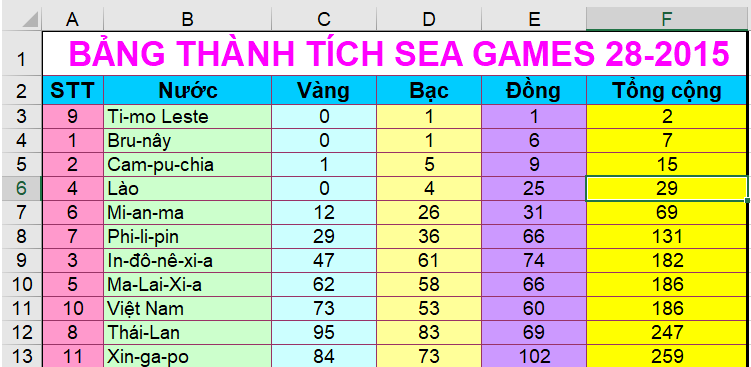 A B C D E F
1 BẢNG THÀNH TÍCH SEA GAMES 28-2015
2 STT Nước Vàng Bạc Đồng Tổng cộng
3 9 Ti-mo Leste 0 1 1 2
4 1 Bru-nây 0 1 6 7
5 2 Cam-pu-chia 1 5 9 15
6 4 Lào 0 4 25 29
7 6 Mi-an-ma 12 26 31 69
8 7 Phi-li-pin 29 36 66 131
9 3 In-đô-nê-xi-a 47 61 74 182
10 5 Ma-Lai-Xi-a 62 58 66 186
11 10 Việt Nam 73 53 60 186
12 8 Thái-Lan 95 83 69 247
13 11 Xin-ga-po 84 73 102 259